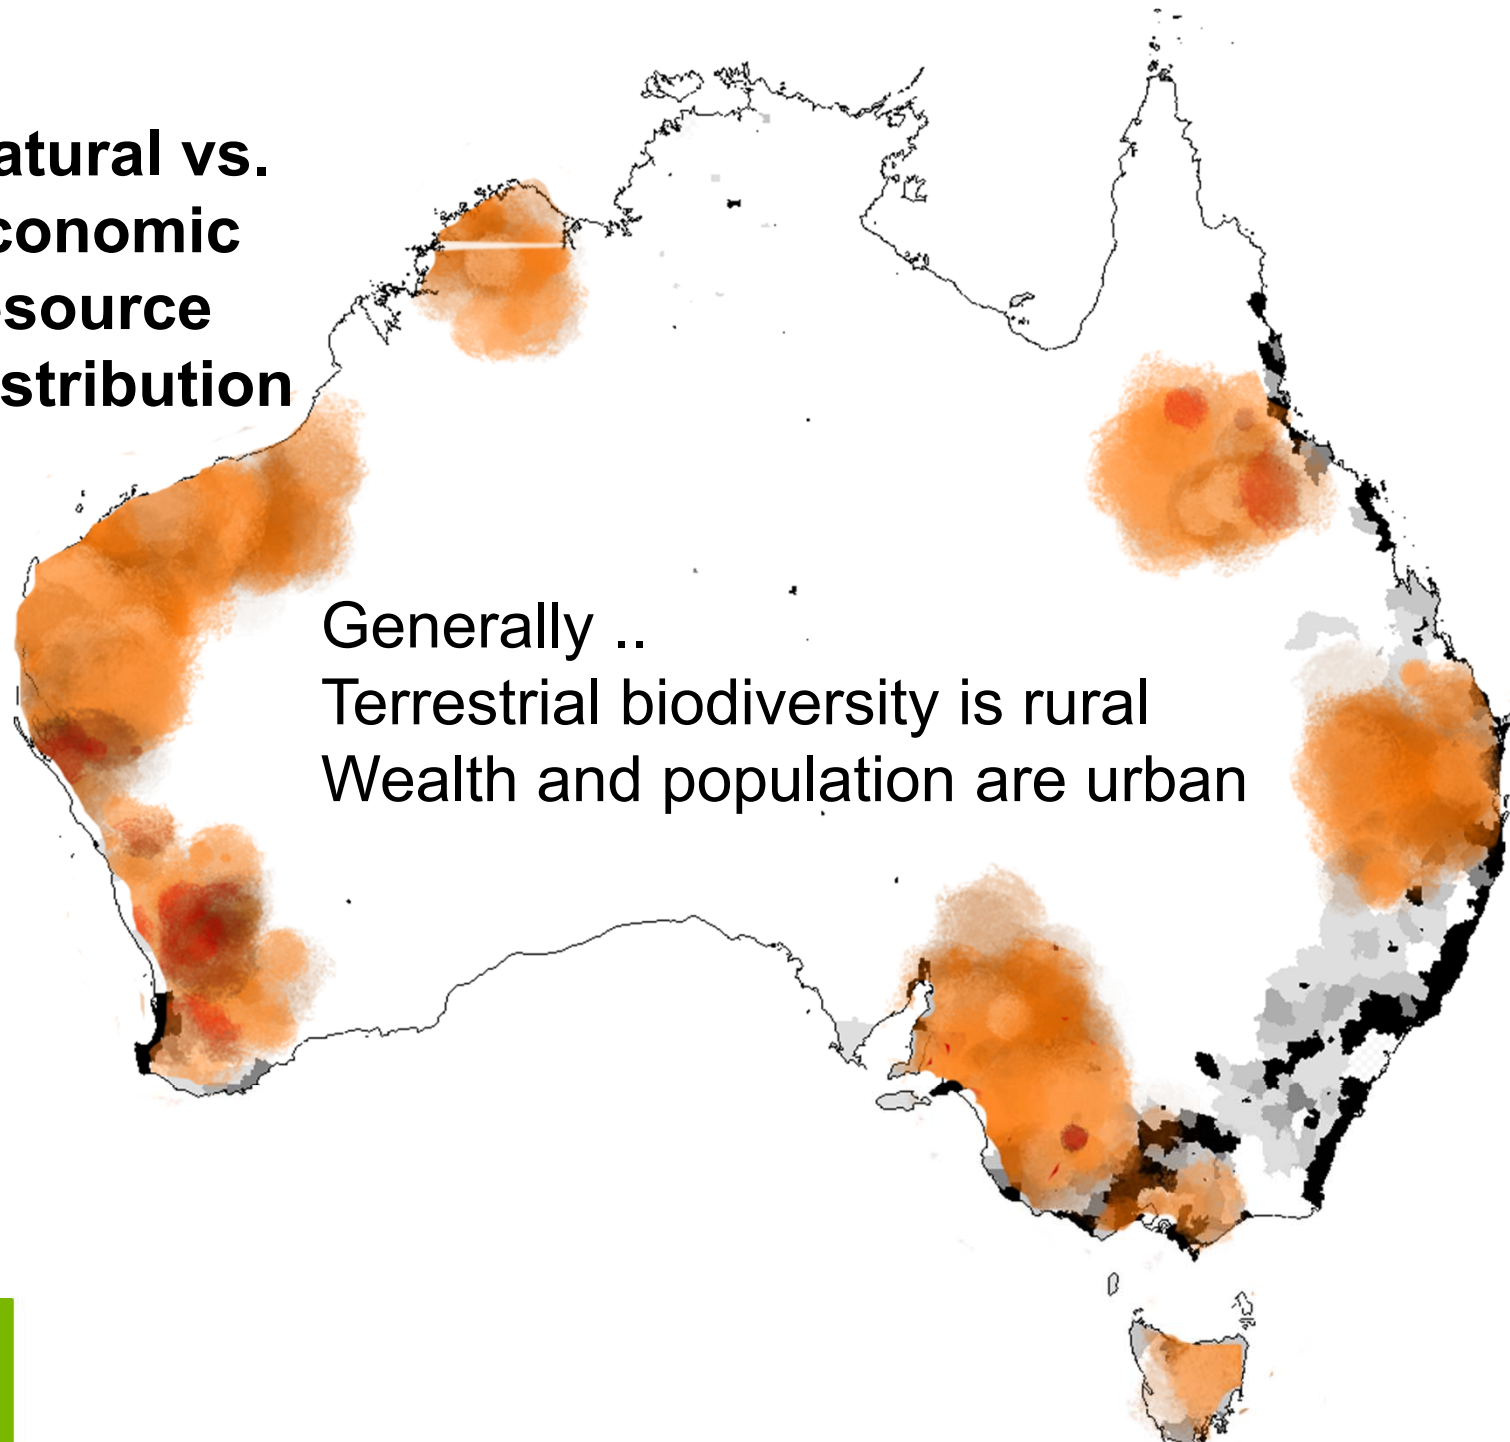 atural vs.
conomic
source
stribution
Generally ..
Terrestrial biodiversity is rural
Wealth and population are urban